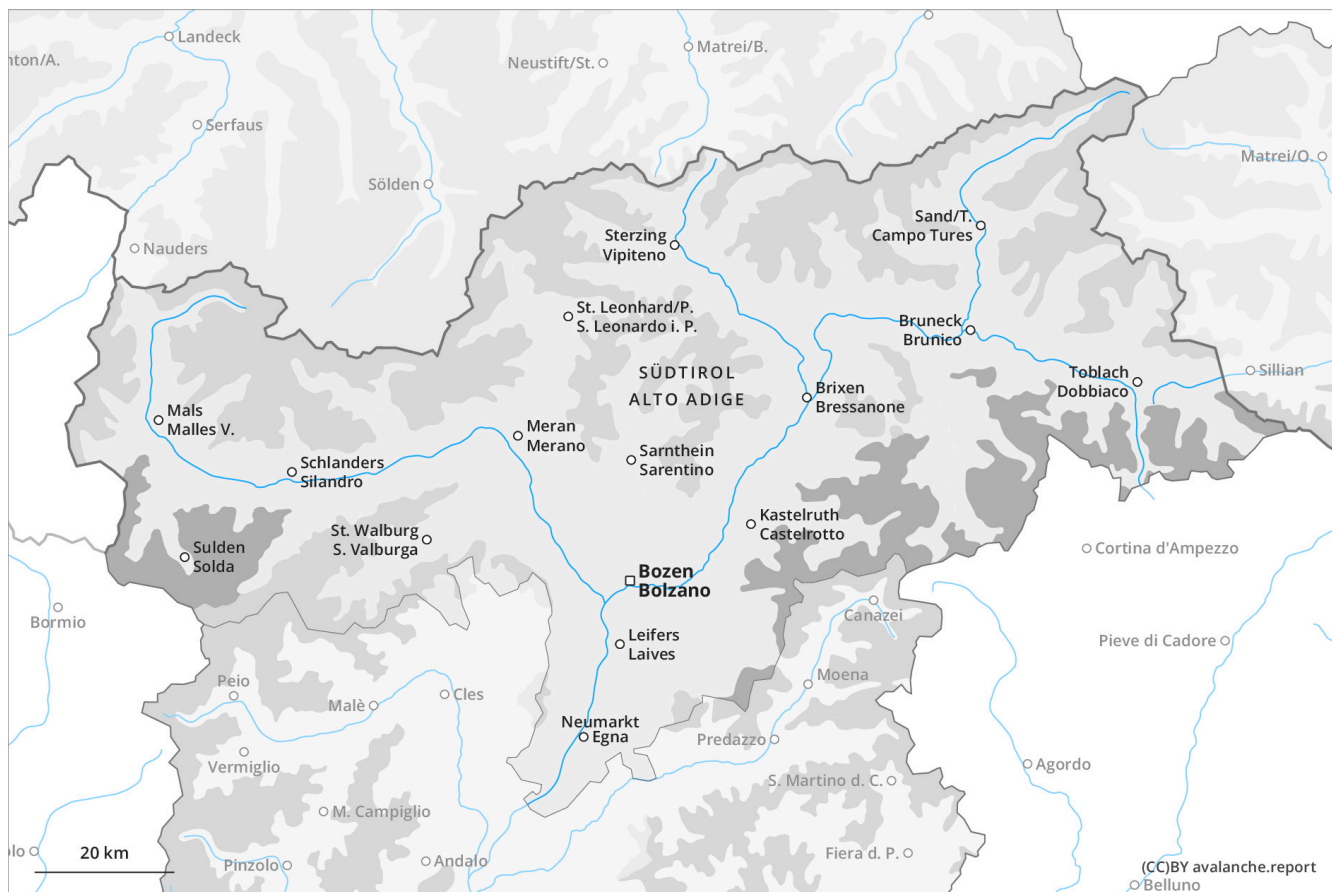 Landeck
Matrei/B.
nton/A.
Neustift/St.
Serfaus
Matrei/O.
Sölden
Sand/T.
Campo Tures
Sterzing
Vipiteno
Nauders
St. Leonhard/P.
S. Leonardo i. P.
Bruneck
Brunico
SÜDTIROL
ALTO ADIGE
Toblach
Dobbiaco
Sillian
Brixen
Bressanone
Mals
Malles V.
Meran
Merano
Sarnthein
Sarentino
Schlanders
Silandro
Kastelruth
Castelrotto
St. Walburg
S. Valburga
Sulden
Solda
Cortina d'Ampezzo
Bozen
Bolzano
Bormio
Canazei
Leifers
Laives
Pieve di Cadore
Peio
Moena
Malè
Cles
Neumarkt
Egna
Predazzo
Vermiglio
Agordo
S. Martino d. C.
M. Campiglio
olo
20 km
Pinzolo
Andalo
Fiera d. P.
(CC)BY avalanche.report
Belluno